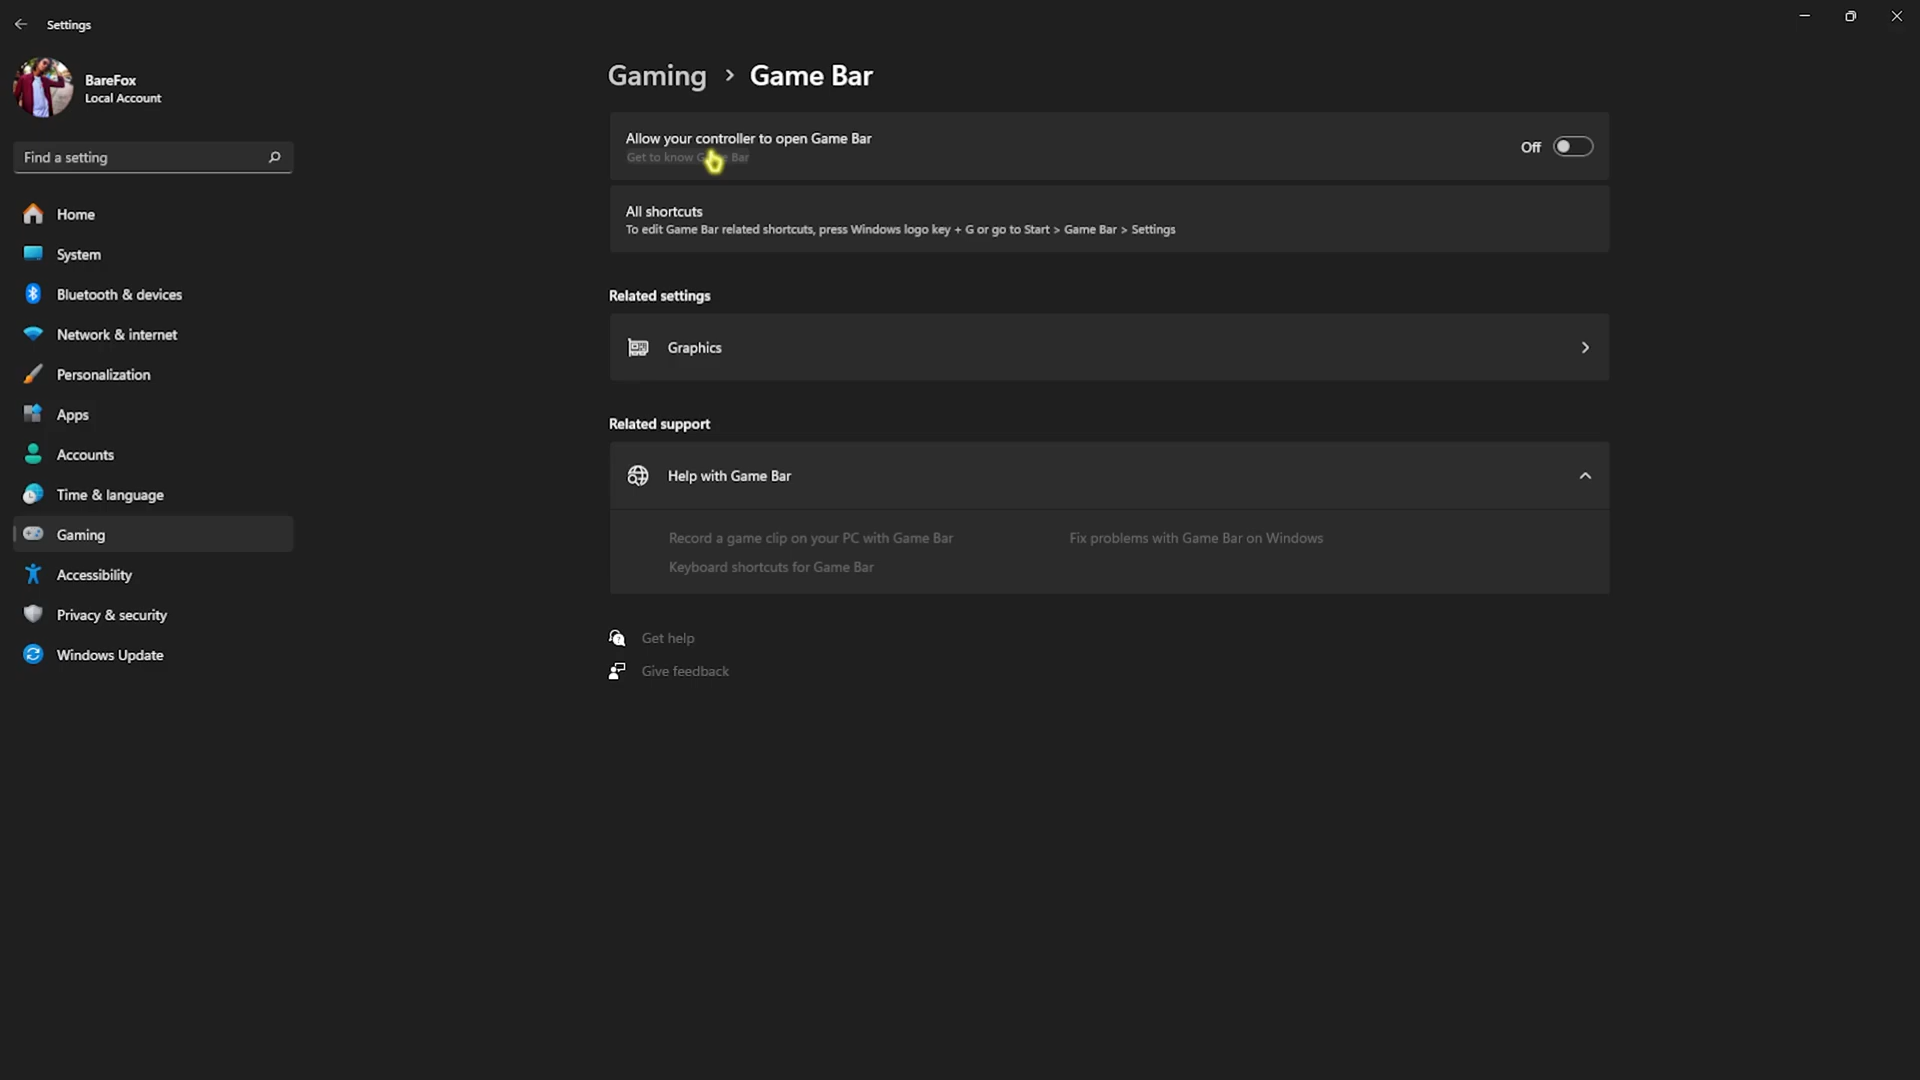 Settings
BareFox
Local Account
Find a setting
Home
System
Bluetooth & devices
Network & internet
Personalization
Apps
Accounts
Time & language
Gaming
Accessibility
Privacy & security
Windows Update
Gaming > Game Bar
Allow your controller to open Game Bar
Get to know Game Bar
Off
All shortcuts
To edit Game Bar related shortcuts, press Windows logo key + G or go to Start > Game Bar > Settings
Related settings
Graphics
Related support
Help with Game Bar
Record a game clip on your PC with Game Bar
Fix problems with Game Bar on Windows
Keyboard shortcuts for Game Bar
Get help
Give feedback